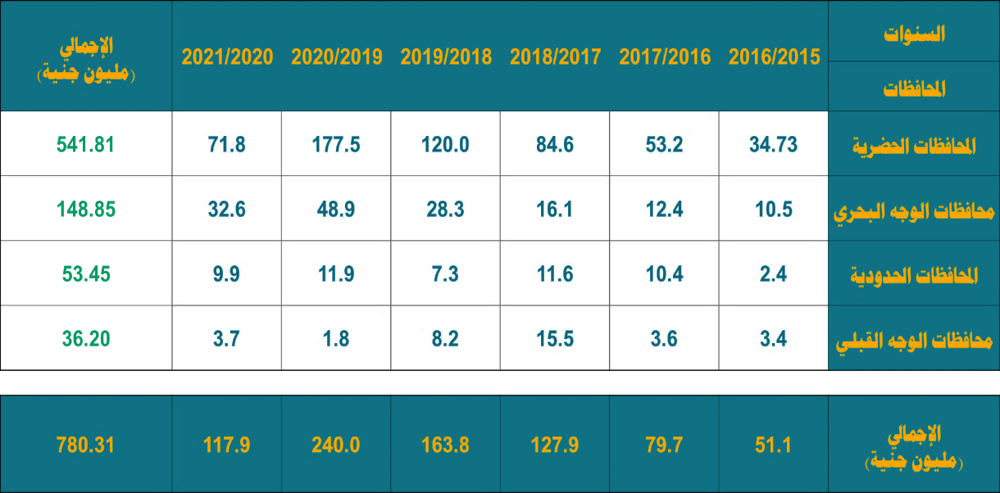 السنوات
المحافظات
2016/2015 2017/2016 2018/2017 2019/2018 2020/2019 2021/2020
الإجمالي
(مليون جنية)
المحافظات الحضرية 34.73 53.2 84.6 120.0 177.5 71.8 541.81
محافظات الوجه البحري 10.5 12.4 16.1 28.3 48.9 32.6 148.85
المحافظات الحدودية 2.4 10.4 11.6 7.3 11.9 9.9 53.45
محافظات الوجه القبلي 3.4 3.6 15.5 8.2 1.8 3.7 36.20
الإجمالي
(مليون جنية)
51.1 79.7 127.9 163.8 240.0 117.9 780.31